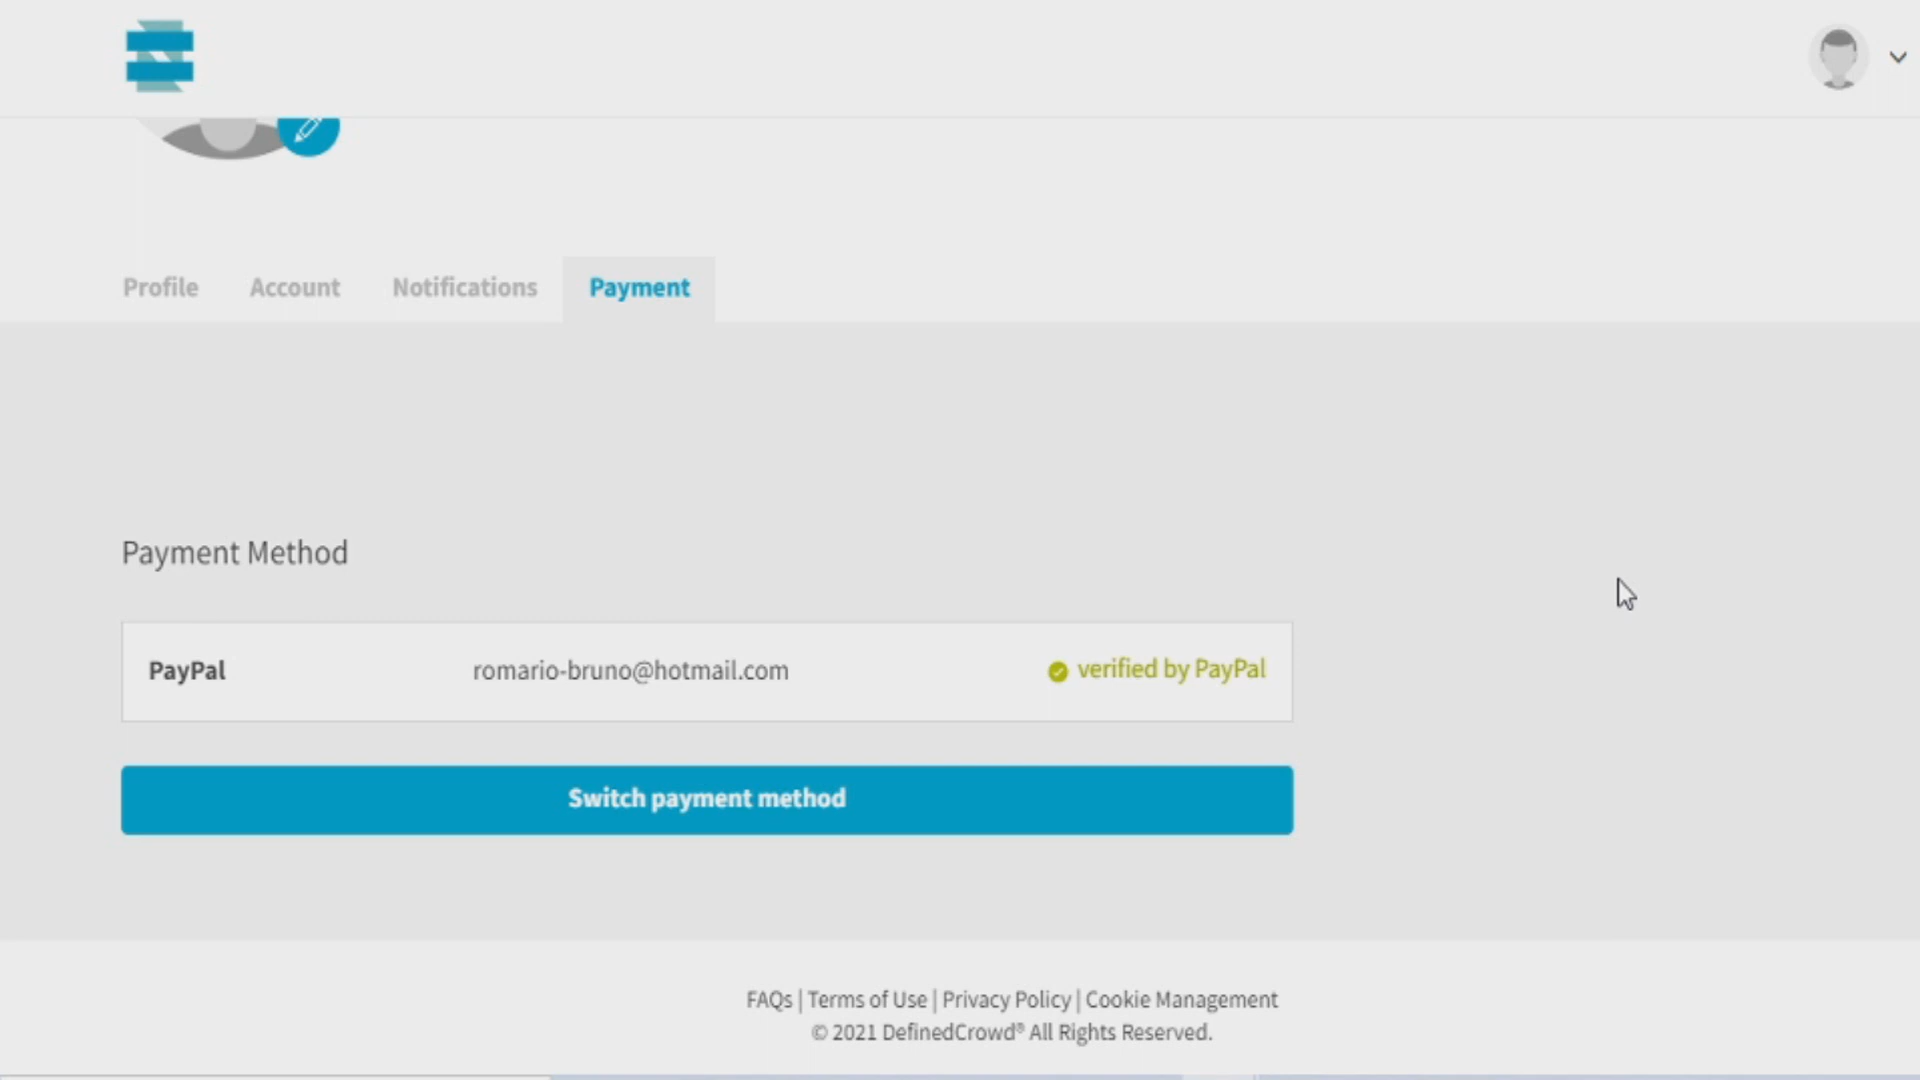 Profile Account Notifications Payment
Payment Method
PayPal romario-bruno@hotmail.com verified by PayPal
Switch payment method
FAQs | Terms of Use | Privacy Policy | Cookie Management
© 2021 DefinedCrowd® All Rights Reserved.